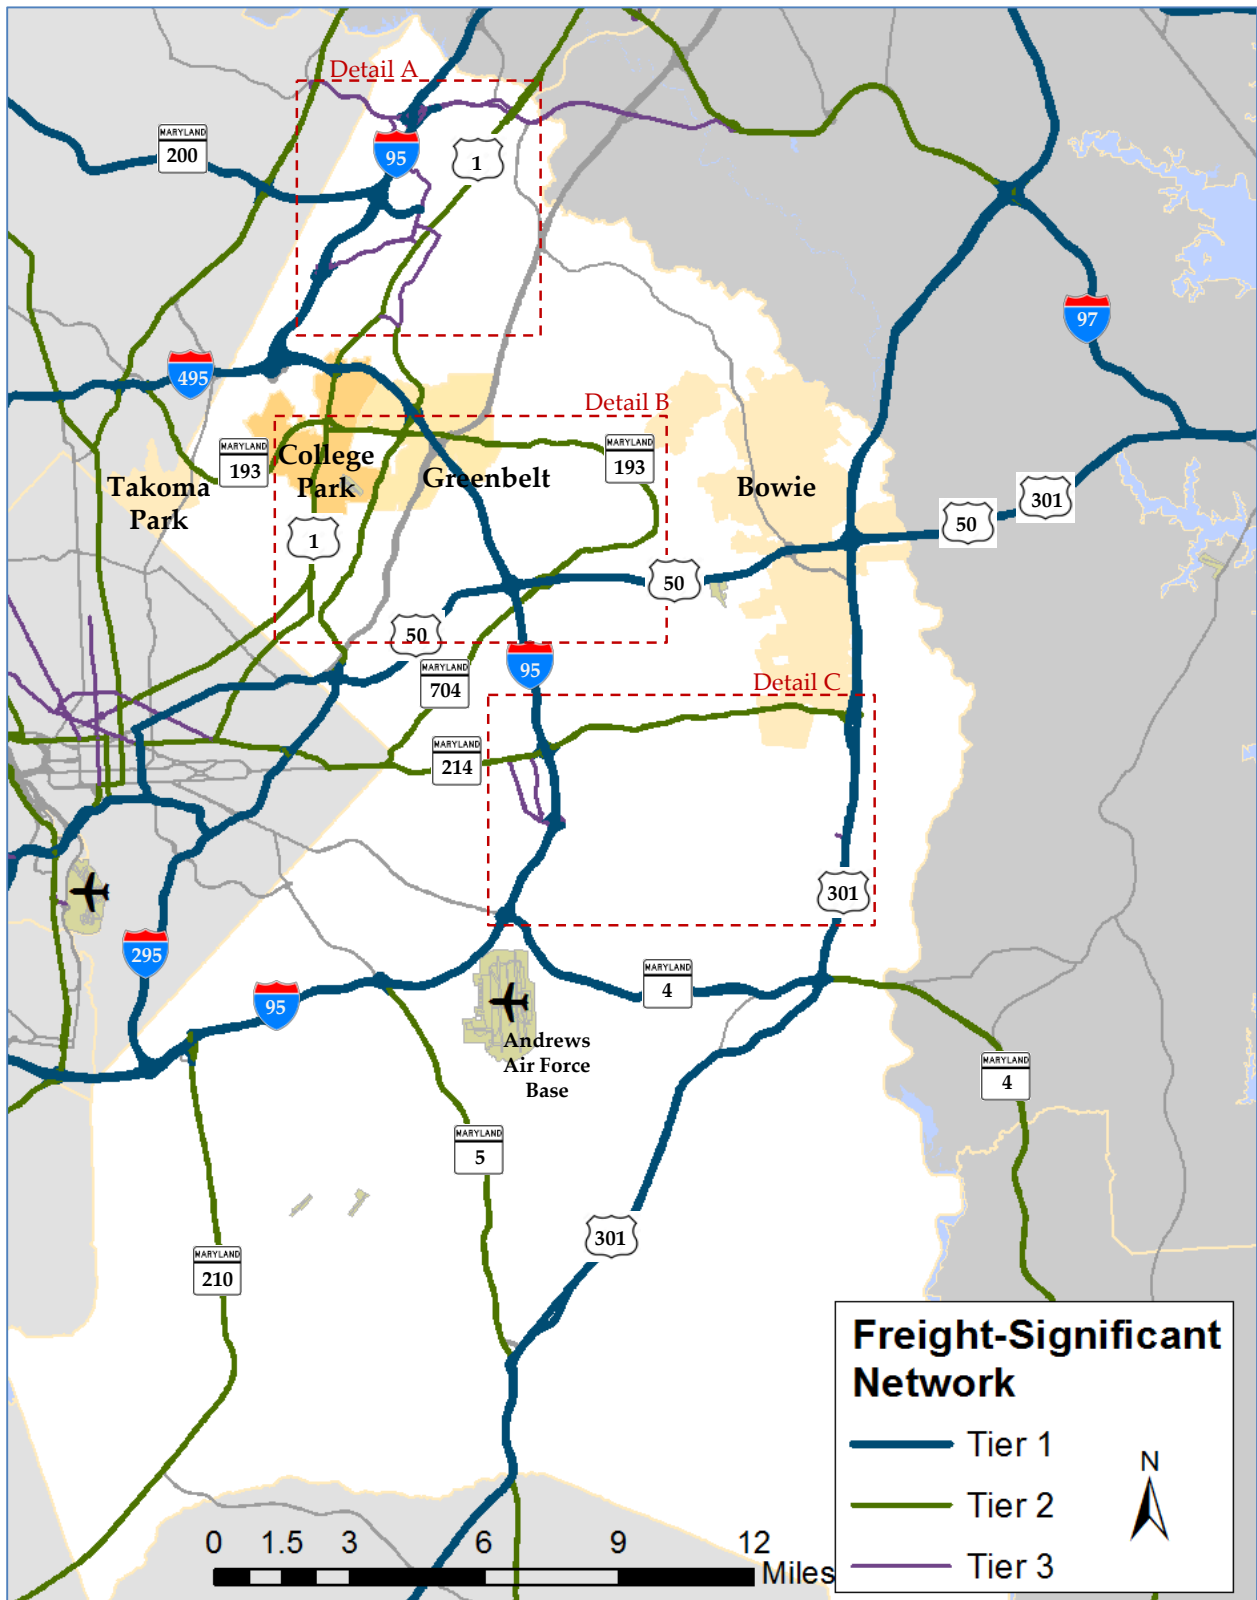 Detail A
MARYLAND
200
95
1
97
495
Detail B
MARYLAND
193
College
Park
Greenbelt
MARYLAND
193
Takoma
Park
Bowie
301
50
1
50
50
95
MARYLAND
704
Detail C
MARYLAND
214
301
295
95
MARYLAND
4
Andrews
Air Force
Base
MARYLAND
4
MARYLAND
5
301
MARYLAND
210
Freight-Significant
Network
Tier 1
Tier 2
Tier 3
N
0 1.5 3 6 9 12
Miles